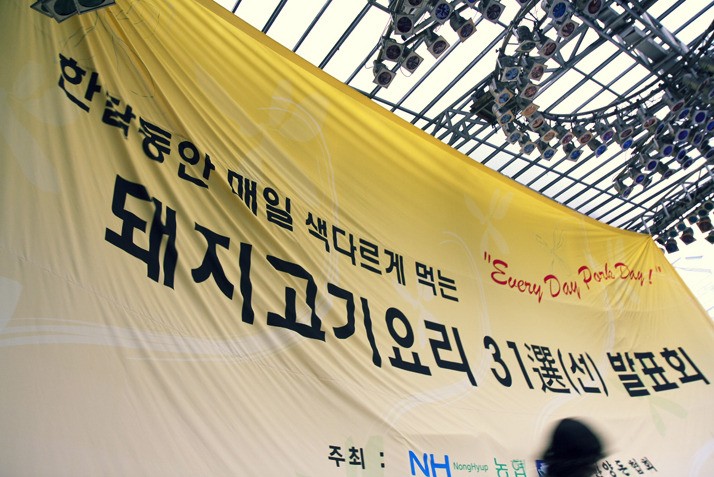 한달동안 매일 색다르게 먹는
"Every Day Pork Day!"
돼지고기요리 31選(선) 발표회
주최 : NH NongHyup 농협